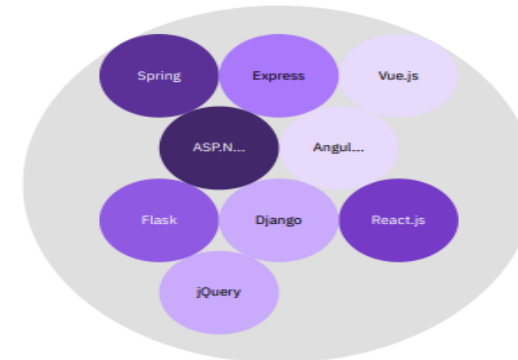 Spring
Express
Vue.js
ASP.N...
Angul...
Flask
Django
React.js
jQuery